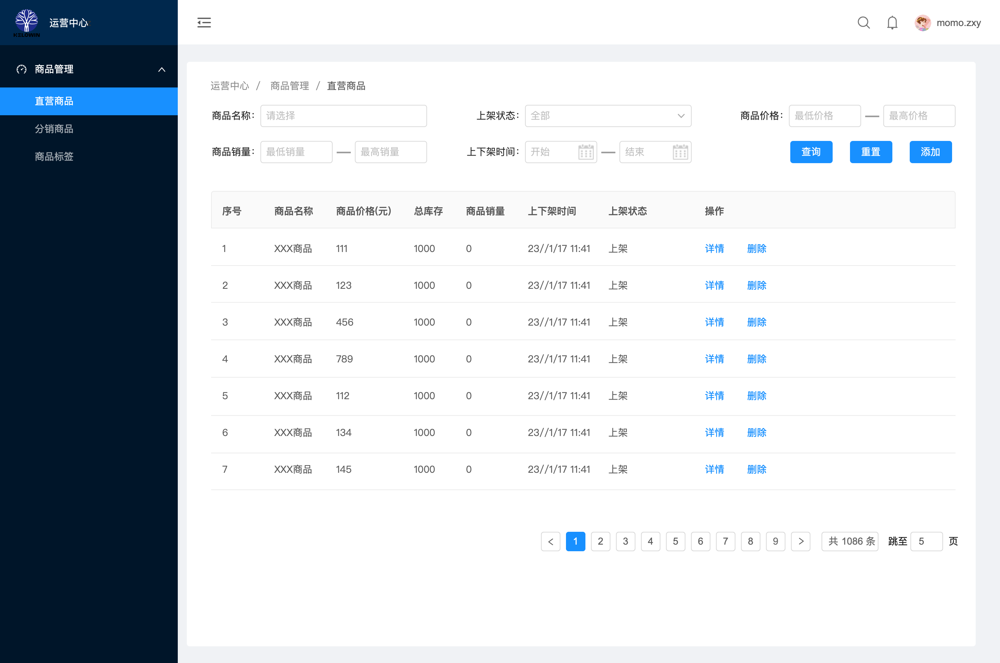 运营中心
HELOWIN
momo.zxy
商品管理
直营商品
分销商品
商品标签
运营中心 / 商品管理 / 直营商品
商品名称： 请选择 上架状态： 全部 商品价格： 最低价格 — 最高价格
商品销量： 最低销量 — 最高销量 上下架时间： 开始 — 结束 查询 重置 添加
序号 商品名称 商品价格(元) 总库存 商品销量 上下架时间 上架状态 操作
1 XXX商品 111 1000 0 23//1/17 11:41 上架 详情 删除
2 XXX商品 123 1000 0 23//1/17 11:41 上架 详情 删除
3 XXX商品 456 1000 0 23//1/17 11:41 上架 详情 删除
4 XXX商品 789 1000 0 23//1/17 11:41 上架 详情 删除
5 XXX商品 112 1000 0 23//1/17 11:41 上架 详情 删除
6 XXX商品 134 1000 0 23//1/17 11:41 上架 详情 删除
7 XXX商品 145 1000 0 23//1/17 11:41 上架 详情 删除
< 1 2 3 4 5 6 7 8 9 > 共 1086 条 跳至 5 页